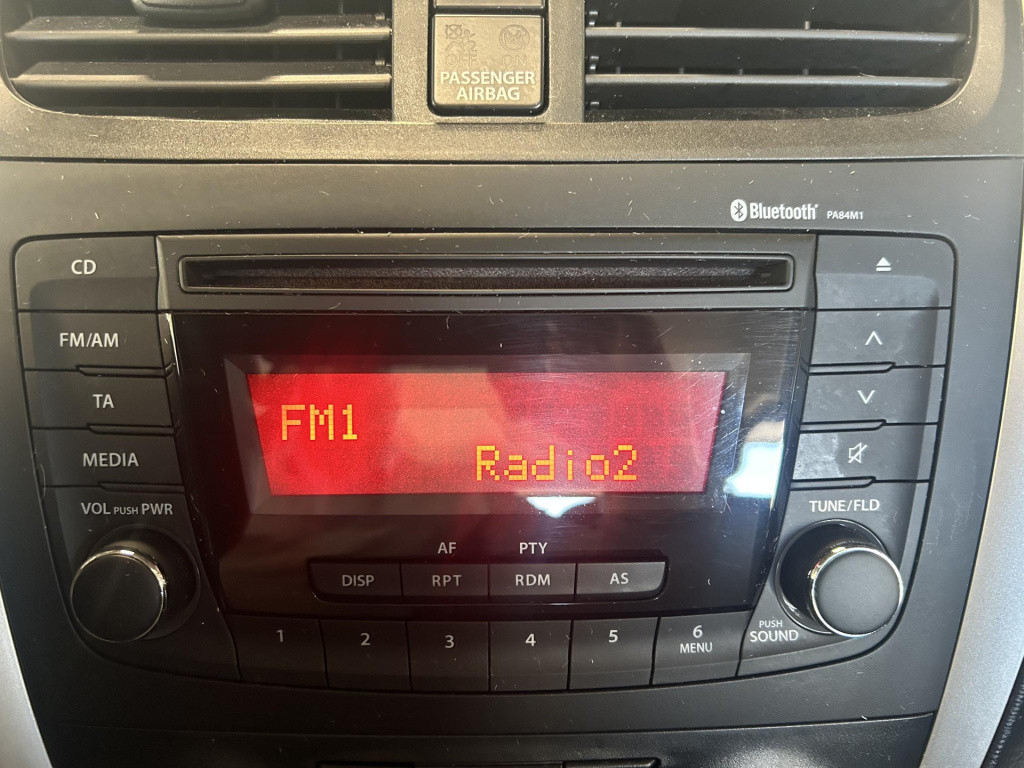 OFF ON
PASSENGER
AIRBAG
Bluetooth PA84M1
CD
FM/AM
TA
MEDIA
VOL PUSH PWR
FM1
Radio2
TUNE/FLD
AF PTY
DISP RPT RDM AS
1 2 3 4 5 6
MENU
PUSH
SOUND